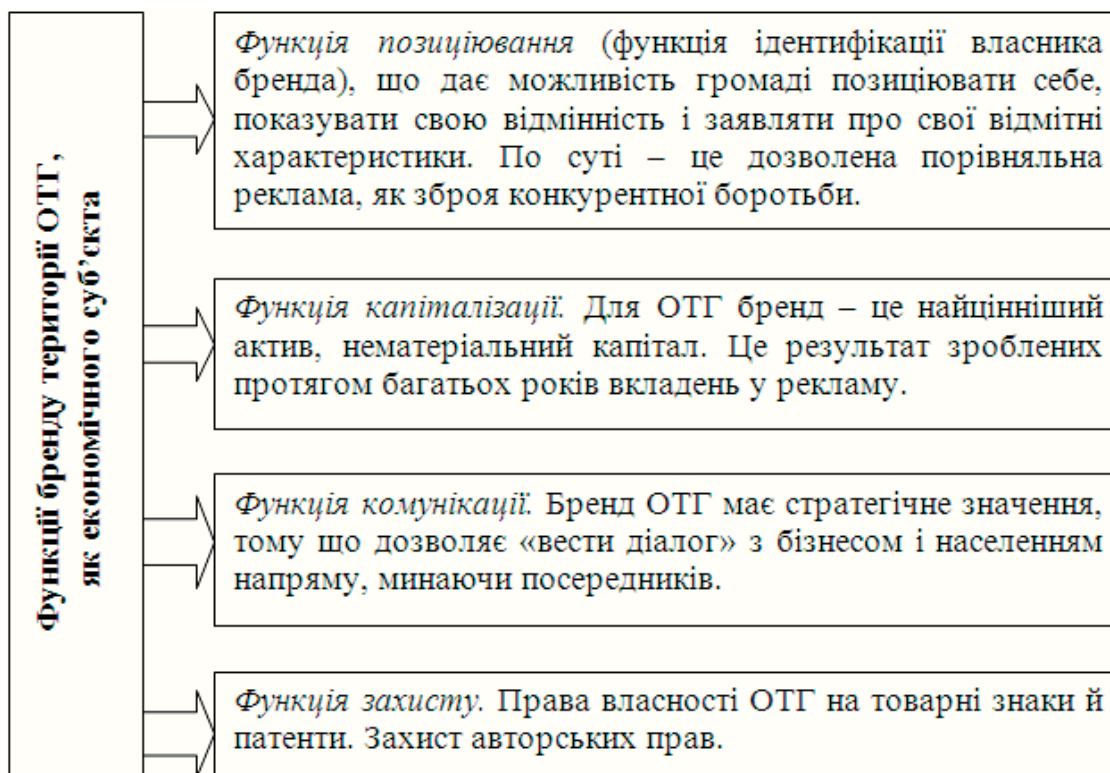 Функції бренду території ОТГ,
як економічного суб’єкта
Функція позиціювання (функція ідентифікації власника
бренда), що дає можливість громаді позиціювати себе,
показувати свою відмінність і заявляти про свої відмітні
характеристики. По суті – це дозволена порівняльна
реклама, як зброя конкурентної боротьби.
Функція капіталізації. Для ОТГ бренд – це найцінніший
актив, нематеріальний капітал. Це результат зроблених
протягом багатьох років вкладень у рекламу.
Функція комунікації. Бренд ОТГ має стратегічне значення,
тому що дозволяє «вести діалог» з бізнесом і населенням
напряму, минаючи посередників.
Функція захисту. Права власності ОТГ на товарні знаки й
патенти. Захист авторських прав.